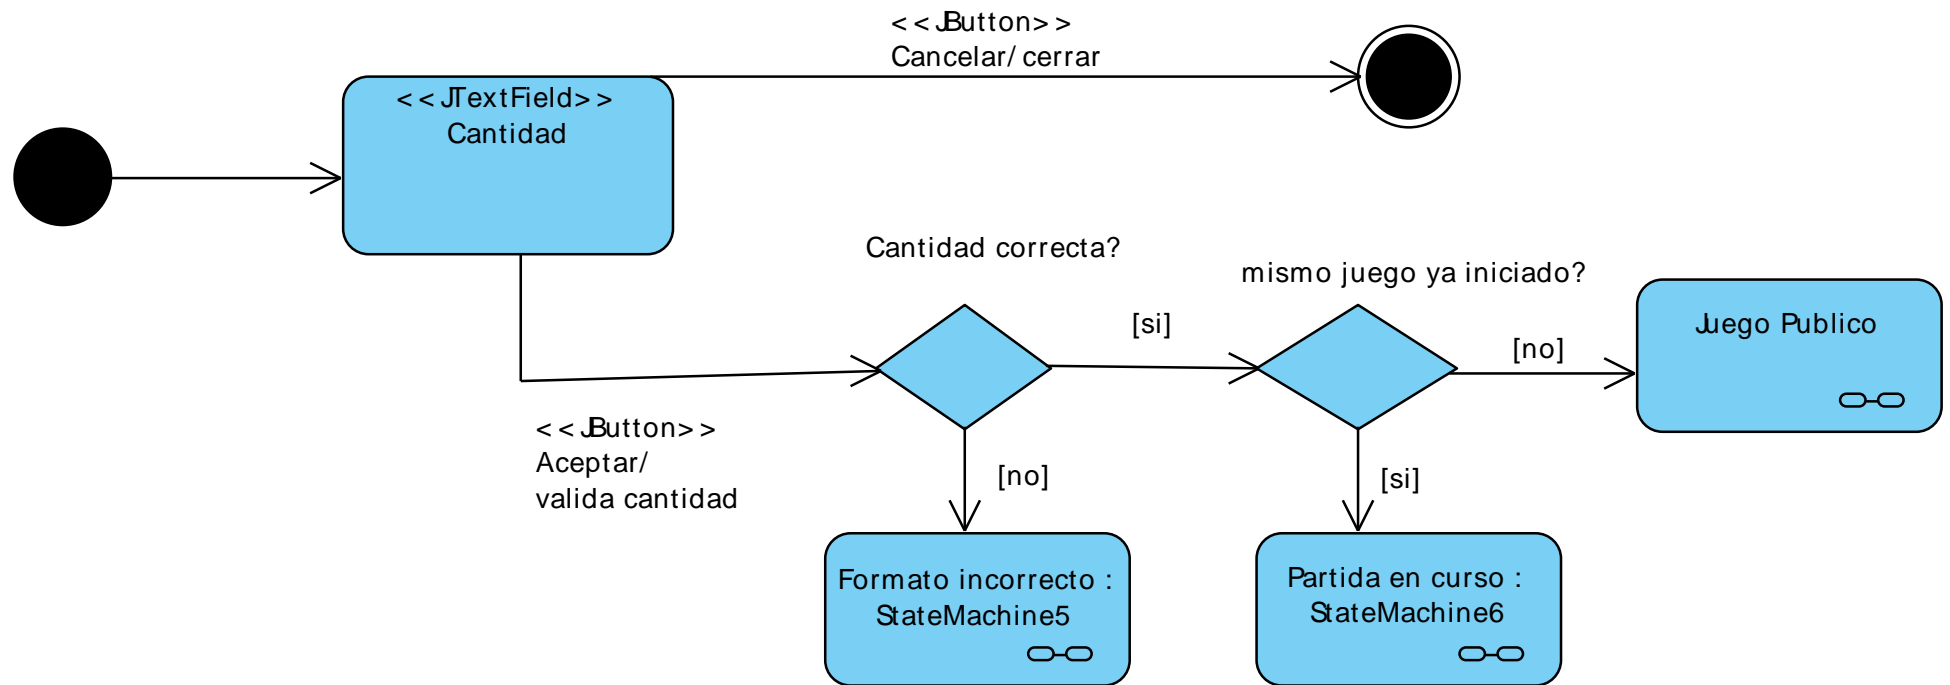 <<JButton>>
Cancelar/ cerrar
<<JTextField>>
Cantidad
Cantidad correcta?
mismo juego ya iniciado?
[si]
Juego Publico
[no]
<<JButton>>
Aceptar/
valida cantidad
[no]
[si]
Formato incorrecto :
StateMachine5
Partida en curso :
StateMachine6